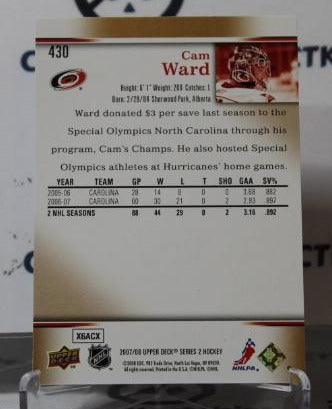 430
Cam
Ward
Height: 6' 1" Weight: 200 Catches: L
Born: 2/29/84 Sherwood Park, Alberta
Ward donated $3 per save last season to the
Special Olympics North Carolina through his
program, Cam's Champs. He also hosted Special
Olympics athletes at Hurricanes' home games.
YEAR TEAM GP W L T SHO GAA SV%
2005-06 CAROLINA 28 14 8 0 0 3.68 .882
2006-07 CAROLINA 60 30 21 0 2 2.93 .897
2 NHL SEASONS 88 44 29 0 2 3.16 .892
X6ACX
UPPER DECK
NHL
2007/08 UPPER DECK SERIES 2 HOCKEY
NHLPA